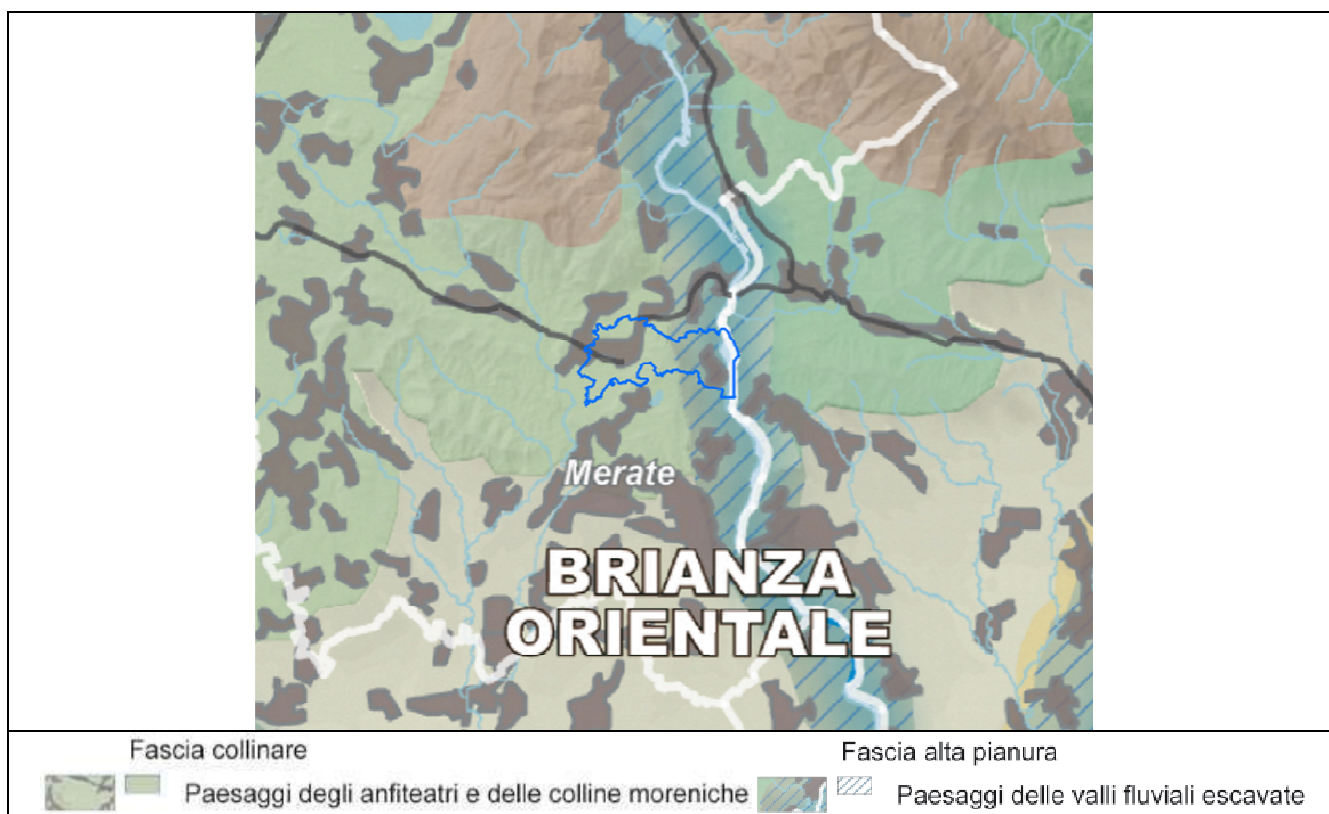 Merate
BRIANZA
ORIENTALE
Fascia collinare
Paesaggi degli anfiteatri e delle colline moreniche
Fascia alta pianura
Paesaggi delle valli fluviali escavate